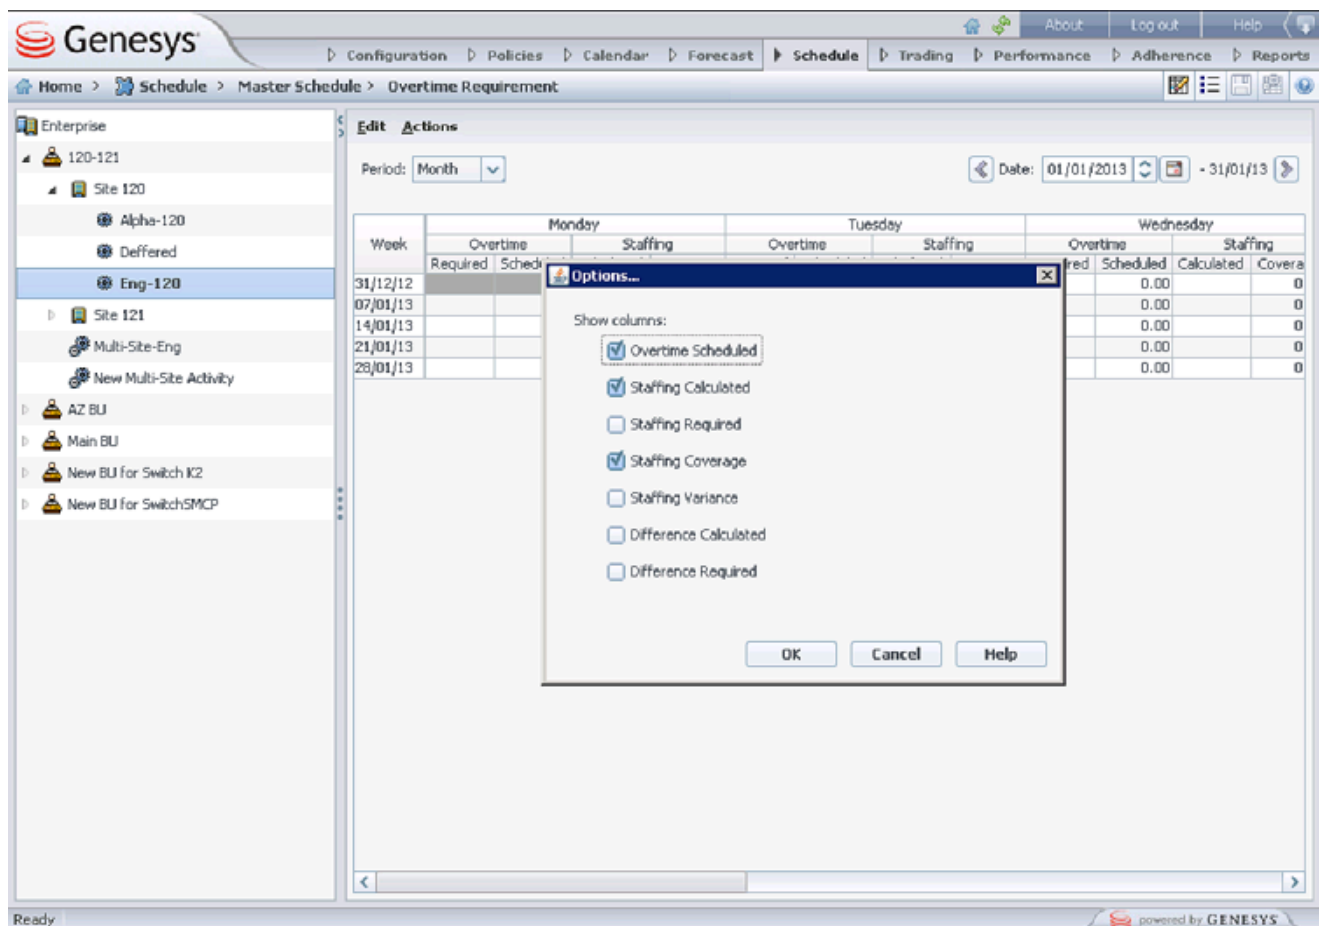 Genesys
About Log out Help
Configuration Policies Calendar Forecast Schedule Trading Performance Adherence Reports
Home > Schedule > Master Schedule > Overtime Requirement
Enterprise
120-121
Site 120
Alpha-120
Deffered
Eng-120
Site 121
Multi-Site-Eng
New Multi-Site Activity
AZ BU
Main BU
New BU for Switch K2
New BU for SwitchSMCP
Edit Actions
Period: Month Date: 01/01/2013 - 31/01/13
Monday Tuesday Wednesday
Week Overtime Staffing Overtime Staffing Overtime Staffing
Required Schedu red Scheduled Calculated Covera
31/12/12 0.00 0
07/01/13 0.00 0
14/01/13 0.00 0
21/01/13 0.00 0
28/01/13 0.00 0
Options...
Show columns:
Overtime Scheduled
Staffing Calculated
Staffing Required
Staffing Coverage
Staffing Variance
Difference Calculated
Difference Required
OK Cancel Help
Ready
powered by GENESYS